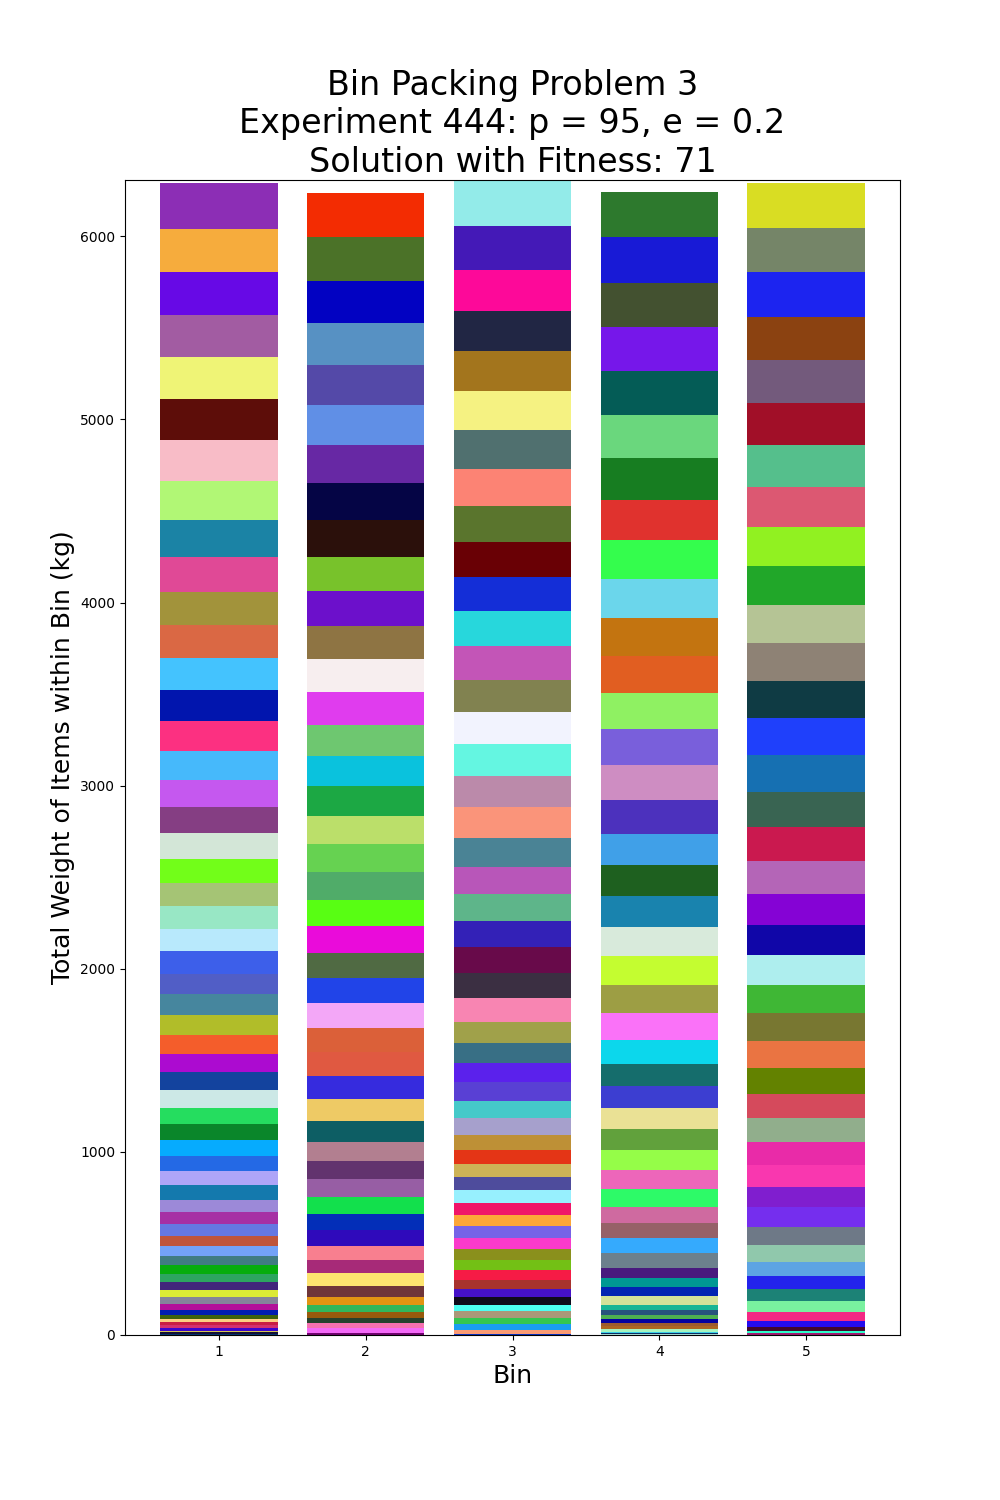 Bin Packing Problem 3
Experiment 444: p = 95, e = 0.2
Solution with Fitness: 71
Total Weight of Items within Bin (kg)
6000
5000
4000
3000
2000
1000
0
1 2 3 4 5
Bin